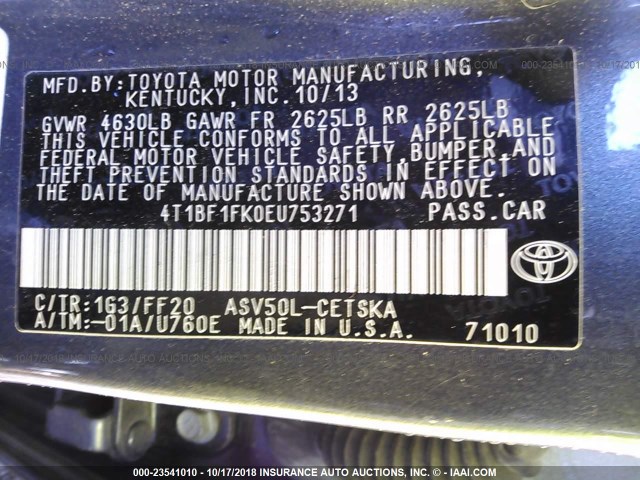 MFD.BY:TOYOTA MOTOR MANUFACTURING,
KENTUCKY,INC.10/13
GVWR 4630LB GAWR FR 2625LB RR 2625LB
THIS VEHICLE CONFORMS TO ALL APPLICABLE
FEDERAL MOTOR VEHICLE SAFETY,BUMPER,AND
THEFT PREVENTION STANDARDS IN EFFECT ON
THE DATE OF MANUFACTURE SHOWN ABOVE.
4T1BF1FK0EU753271 PASS.CAR
C/TR:1G3/FF20 ASV50L-CETSKA
A/TM:-01A/U760E MADE IN U.S.A. 71010
000-23541010 - 10/17/2018 INSURANCE AUTO AUCTIONS, INC. - © - IAAI.COM